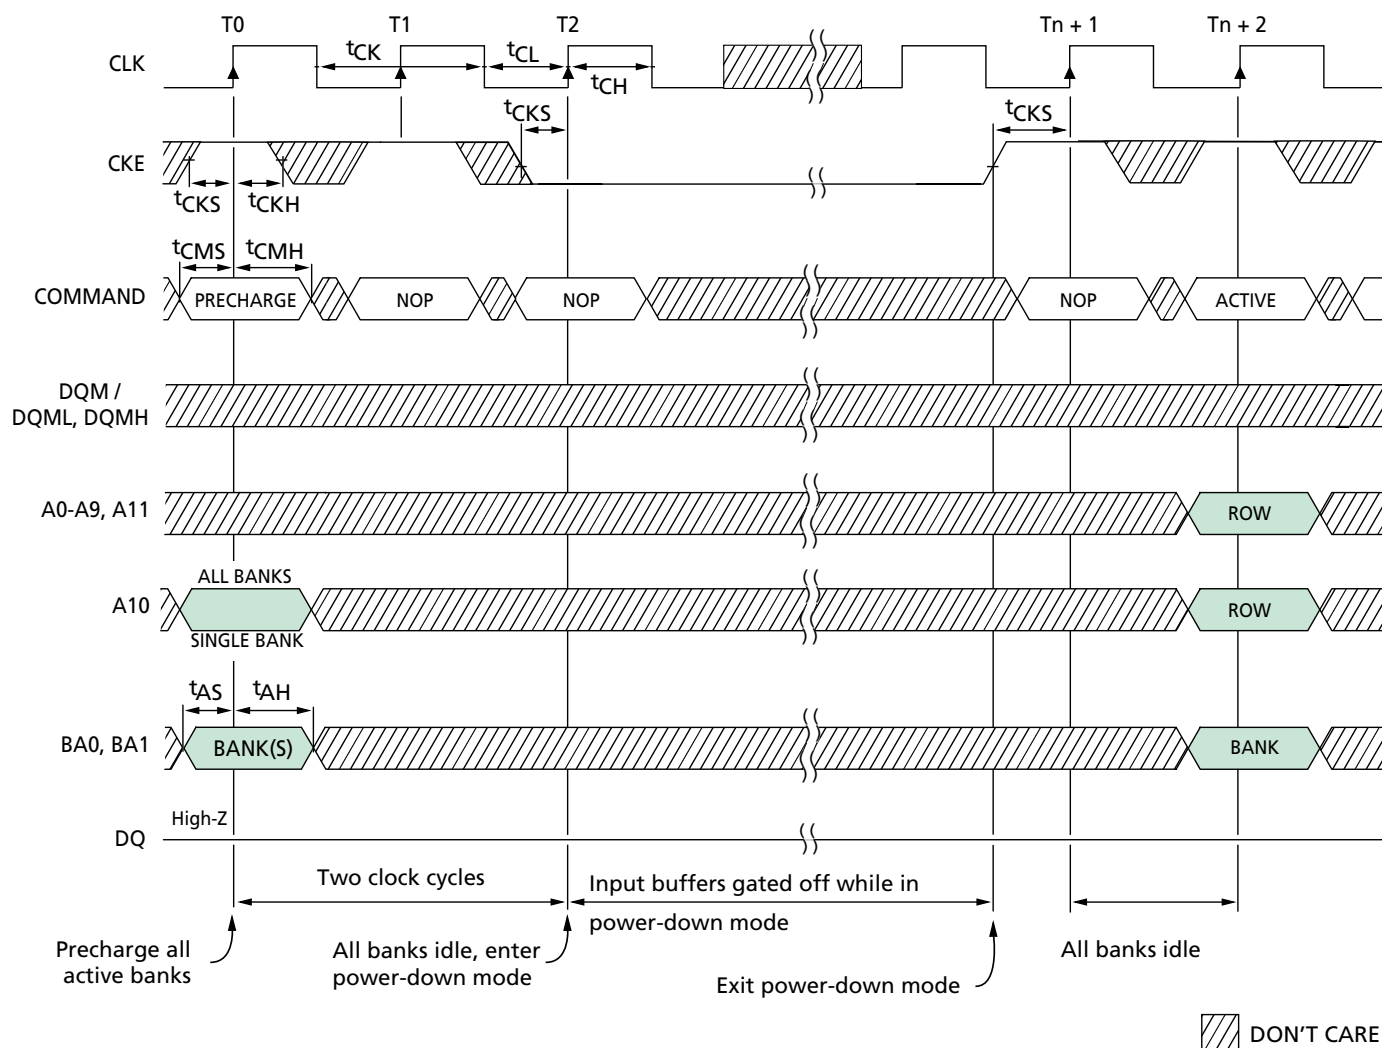 T0 T1 T2 Tn + 1 Tn + 2
CLK
tCK tCL
tCH
tCKS tCKS
CKE
tCKS tCKH
tCMS tCMH
COMMAND PRECHARGE NOP NOP NOP ACTIVE
DQM /
DQML, DQMH
A0-A9, A11 ROW
ALL BANKS
A10 ROW
SINGLE BANK
tAS tAH
BA0, BA1 BANK(S) BANK
High-Z
DQ
Two clock cycles
Input buffers gated off while in
power-down mode
Precharge all
active banks
All banks idle, enter
power-down mode
Exit power-down mode
All banks idle
DON'T CARE